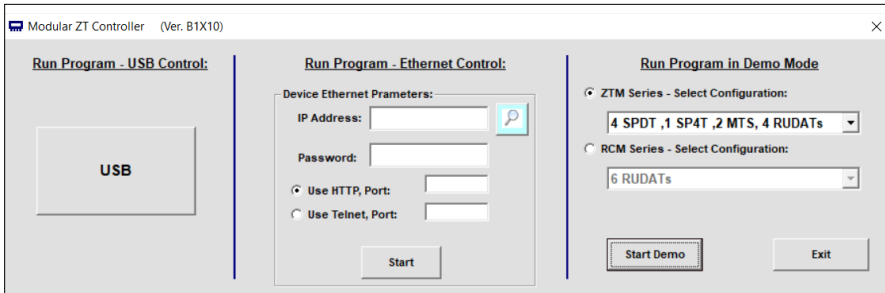 Modular ZT Controller (Ver. B1X10)
Run Program - USB Control:
USB
Run Program - Ethernet Control:
Device Ethernet Prameters:
IP Address:
Password:
Use HTTP, Port:
Use Telnet, Port:
Start
Run Program in Demo Mode
ZTM Series - Select Configuration:
4 SPDT ,1 SP4T ,2 MTS, 4 RUDATs
RCM Series - Select Configuration:
6 RUDATs
Start Demo
Exit